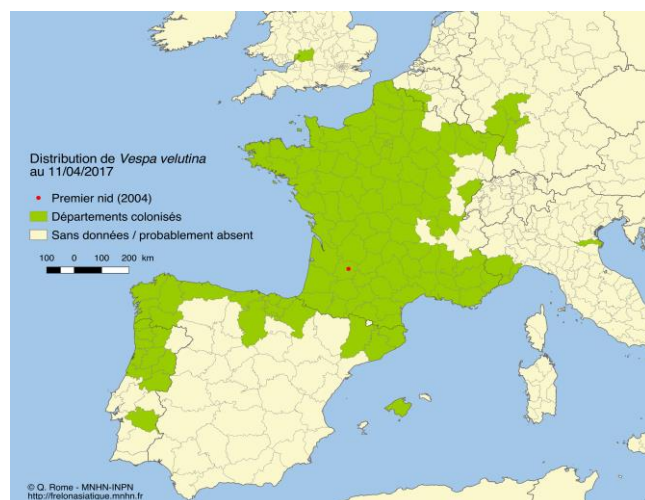 Distribution de Vespa velutina
au 11/04/2017
Premier nid (2004)
Départements colonisés
Sans données / probablement absent
100 0 100 200 km
© Q. Rome - MNHN-INPN
http://frelonasiatique.mnhn.fr